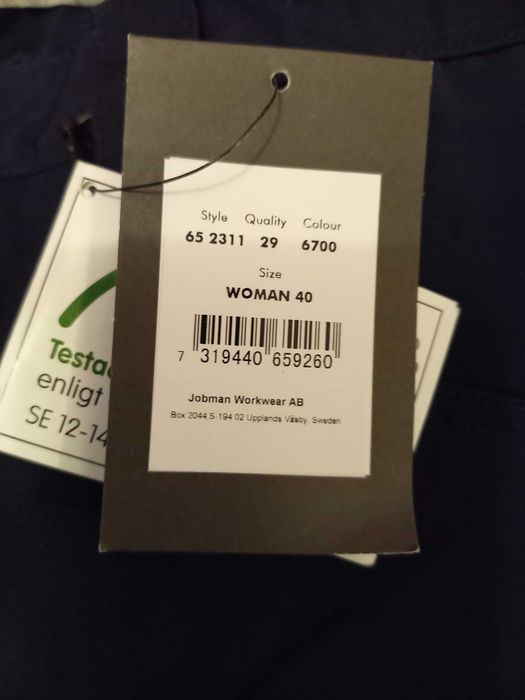 Style Quality Colour
65 2311 29 6700
Size
WOMAN 40
7 319440 659260
Jobman Workwear AB
Box 2044,S-194 02 Upplands Väsby, Sweden
enligt
SE 12-14